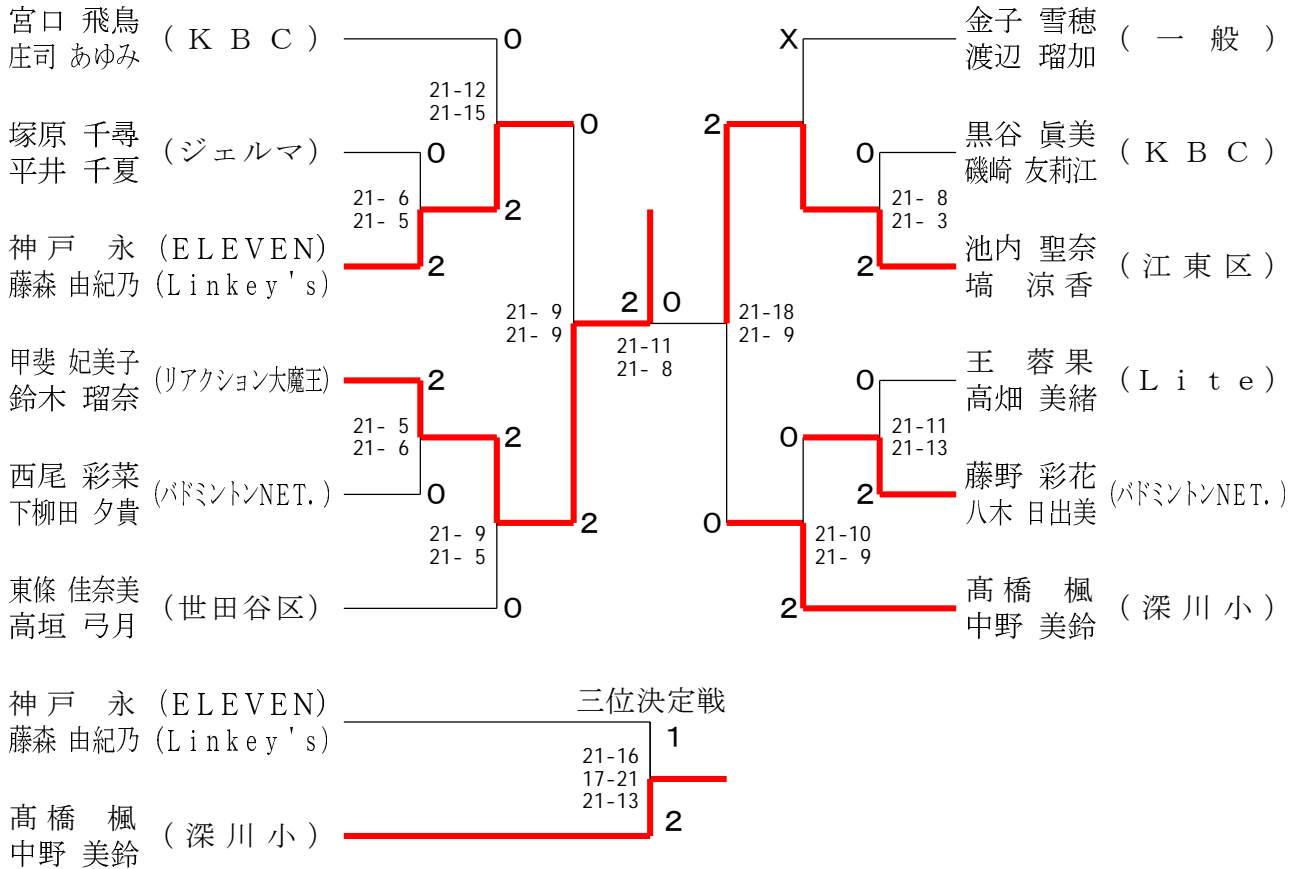 宮口 飛鳥
庄司 あゆみ
(ＫＢＣ)
0
21-12
21-15
塚原 千尋
平井 千夏
(ジェルマ)
0
0
21- 6
21- 5
2
神戸 永 (ELEVEN)
藤森 由紀乃 (Linkey's)
2
21- 9
21- 9
甲斐 妃美子
鈴木 瑠奈
(リアクション大魔王)
2
21- 5
21- 6
2
西尾 彩菜
下柳田 夕貴
(バドミントンNET.)
0
21- 9
21- 5
2
東條 佳奈美
高垣 弓月
(世田谷区)
0
2 0
21-11
21- 8
X
金子 雪穂
渡辺 瑠加
(一般)
2
0
黒谷 眞美
磯崎 友莉江
(ＫＢＣ)
21- 8
21- 3
2
池内 聖奈
塙 涼香
(江東区)
21-18
21- 9
0
王 蓉果
高畑 美緒
(Lite)
0
21-11
21-13
2
藤野 彩花
八木 日出美
(バドミントンNET.)
0
21-10
21- 9
2
髙橋 楓
中野 美鈴
(深川小)
三位決定戦
神戸 永 (ELEVEN)
藤森 由紀乃 (Linkey's)
1
21-16
17-21
21-13
髙橋 楓
中野 美鈴
(深川小)
2